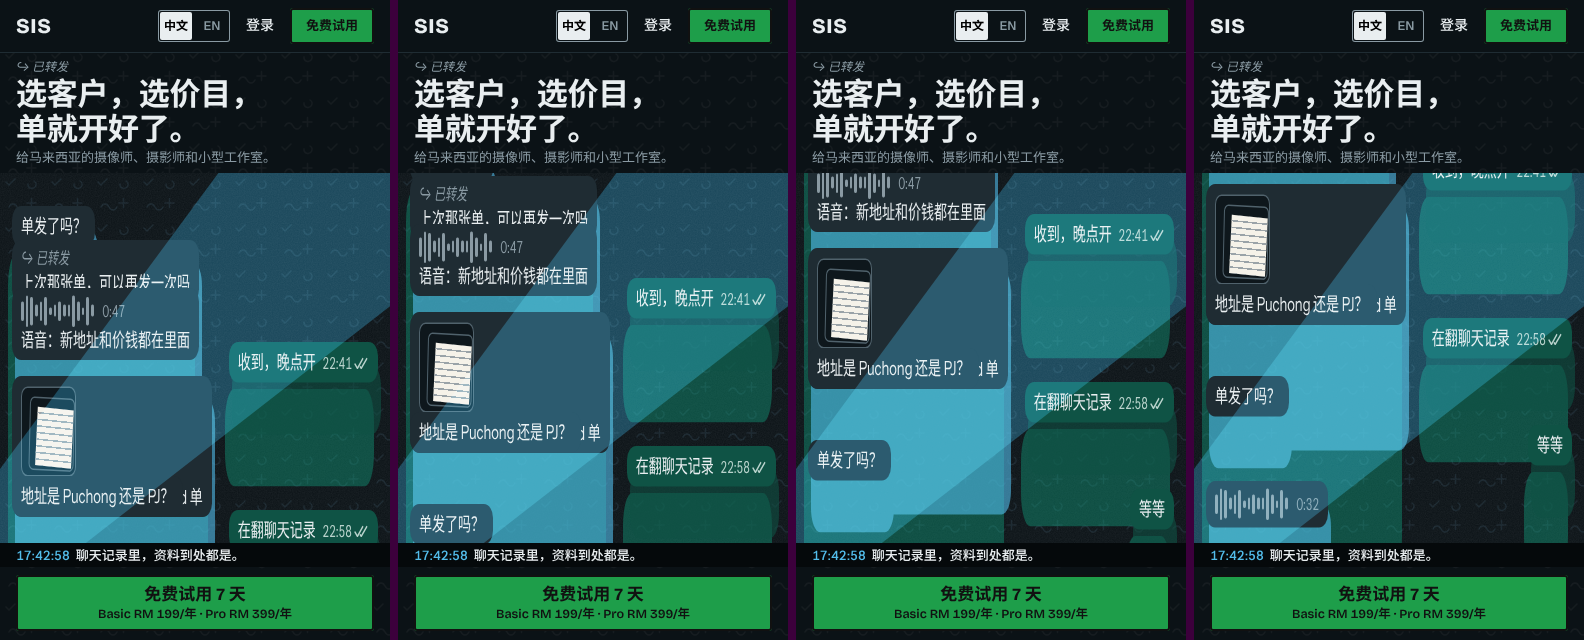 SIS 中文 EN 登录 免费试用
已转发
选客户，选价目，
单就开好了。
给马来西亚的摄像师、摄影师和小型工作室。
单发了吗？
已转发
上次那张单，可以再发一次吗
0:47
语音：新地址和价钱都在里面
收到，晚点开 22:41
地址是 Puchong 还是 PJ？ 单
在翻聊天记录 22:58
17:42:58 聊天记录里，资料到处都是。
免费试用 7 天
Basic RM 199/年 · Pro RM 399/年
SIS 中文 EN 登录 免费试用
已转发
选客户，选价目，
单就开好了。
给马来西亚的摄像师、摄影师和小型工作室。
已转发
上次那张单，可以再发一次吗
0:47
语音：新地址和价钱都在里面
收到，晚点开 22:41
地址是 Puchong 还是 PJ？ 单
在翻聊天记录 22:58
单发了吗？
17:42:58 聊天记录里，资料到处都是。
免费试用 7 天
Basic RM 199/年 · Pro RM 399/年
SIS 中文 EN 登录 免费试用
已转发
选客户，选价目，
单就开好了。
给马来西亚的摄像师、摄影师和小型工作室。
0:47
语音：新地址和价钱都在里面
收到，晚点开 22:41
地址是 Puchong 还是 PJ？ 单
在翻聊天记录 22:58
单发了吗？
等等
17:42:58 聊天记录里，资料到处都是。
免费试用 7 天
Basic RM 199/年 · Pro RM 399/年
SIS 中文 EN 登录 免费试用
已转发
选客户，选价目，
单就开好了。
给马来西亚的摄像师、摄影师和小型工作室。
收到，晚点开 22:41
地址是 Puchong 还是 PJ？ 单
在翻聊天记录 22:58
单发了吗？
等等
0:32
17:42:58 聊天记录里，资料到处都是。
免费试用 7 天
Basic RM 199/年 · Pro RM 399/年